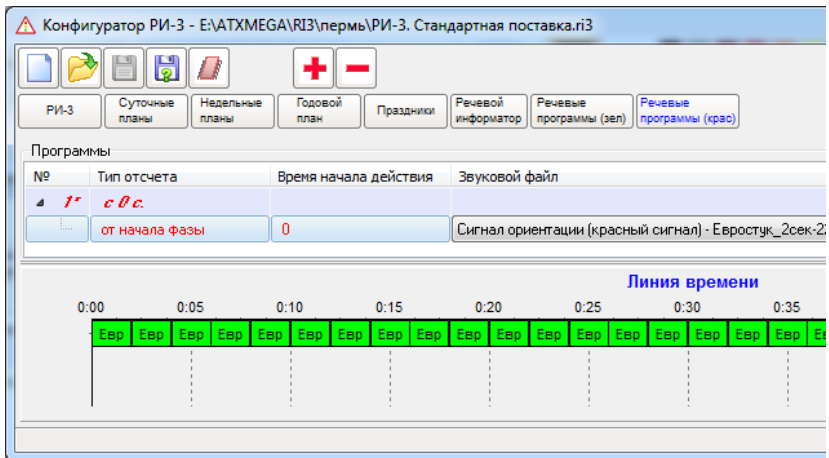 Конфигуратор РИ-3 - E:\ATXMEGA\RI3\пермь\РИ-3. Стандартная поставка.ri3
РИ-3
Суточные планы
Недельные планы
Годовой план
Праздники
Речевой информатор
Речевые программы (зел)
Речевые программы (крас)
Программы
№ Тип отсчета Время начала действия Звуковой файл
1* с 0 с.
от начала фазы 0 Сигнал ориентации (красный сигнал) - Евростук_2сек-22
Линия времени
0:00 0:05 0:10 0:15 0:20 0:25 0:30 0:35
Евр Евр Евр Евр Евр Евр Евр Евр Евр Евр Евр Евр Евр Евр Евр Евр Евр Евр Ев